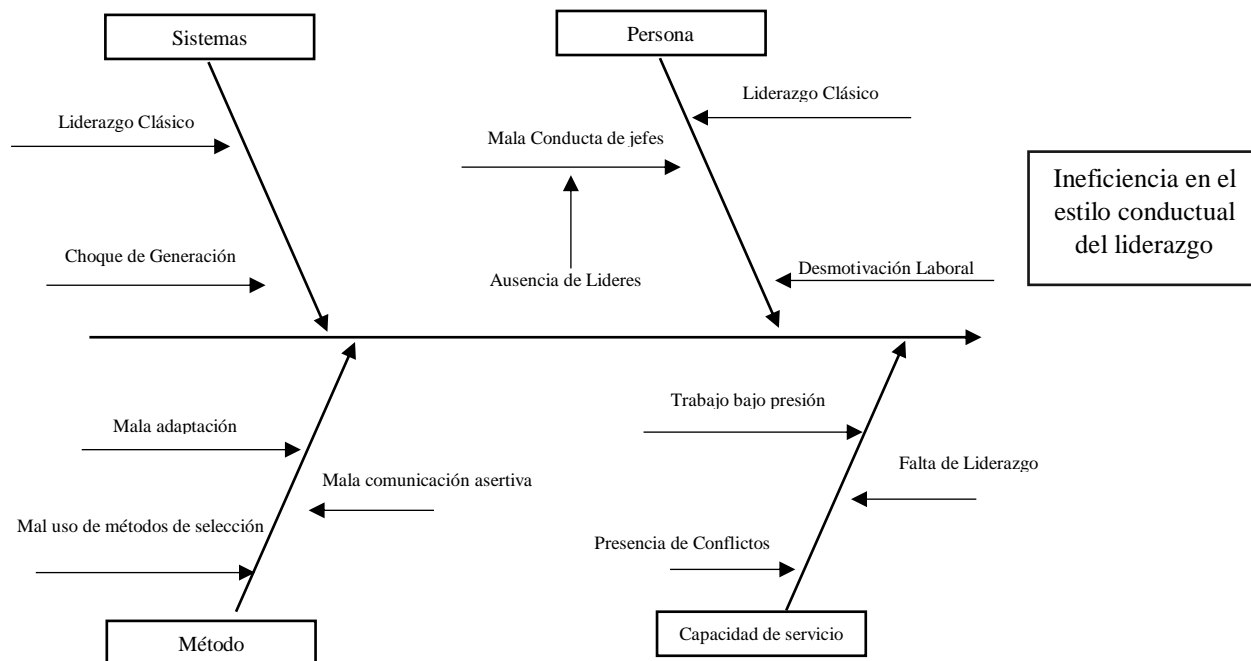 Sistemas
Persona
Liderazgo Clásico
Liderazgo Clásico
Mala Conducta de jefes
Ineficiencia en el
estilo conductual
del liderazgo
Choque de Generación
Ausencia de Lideres
Desmotivación Laboral
Trabajo bajo presión
Mala adaptación
Falta de Liderazgo
Mala comunicación asertiva
Mal uso de métodos de selección
Presencia de Conflictos
Método
Capacidad de servicio